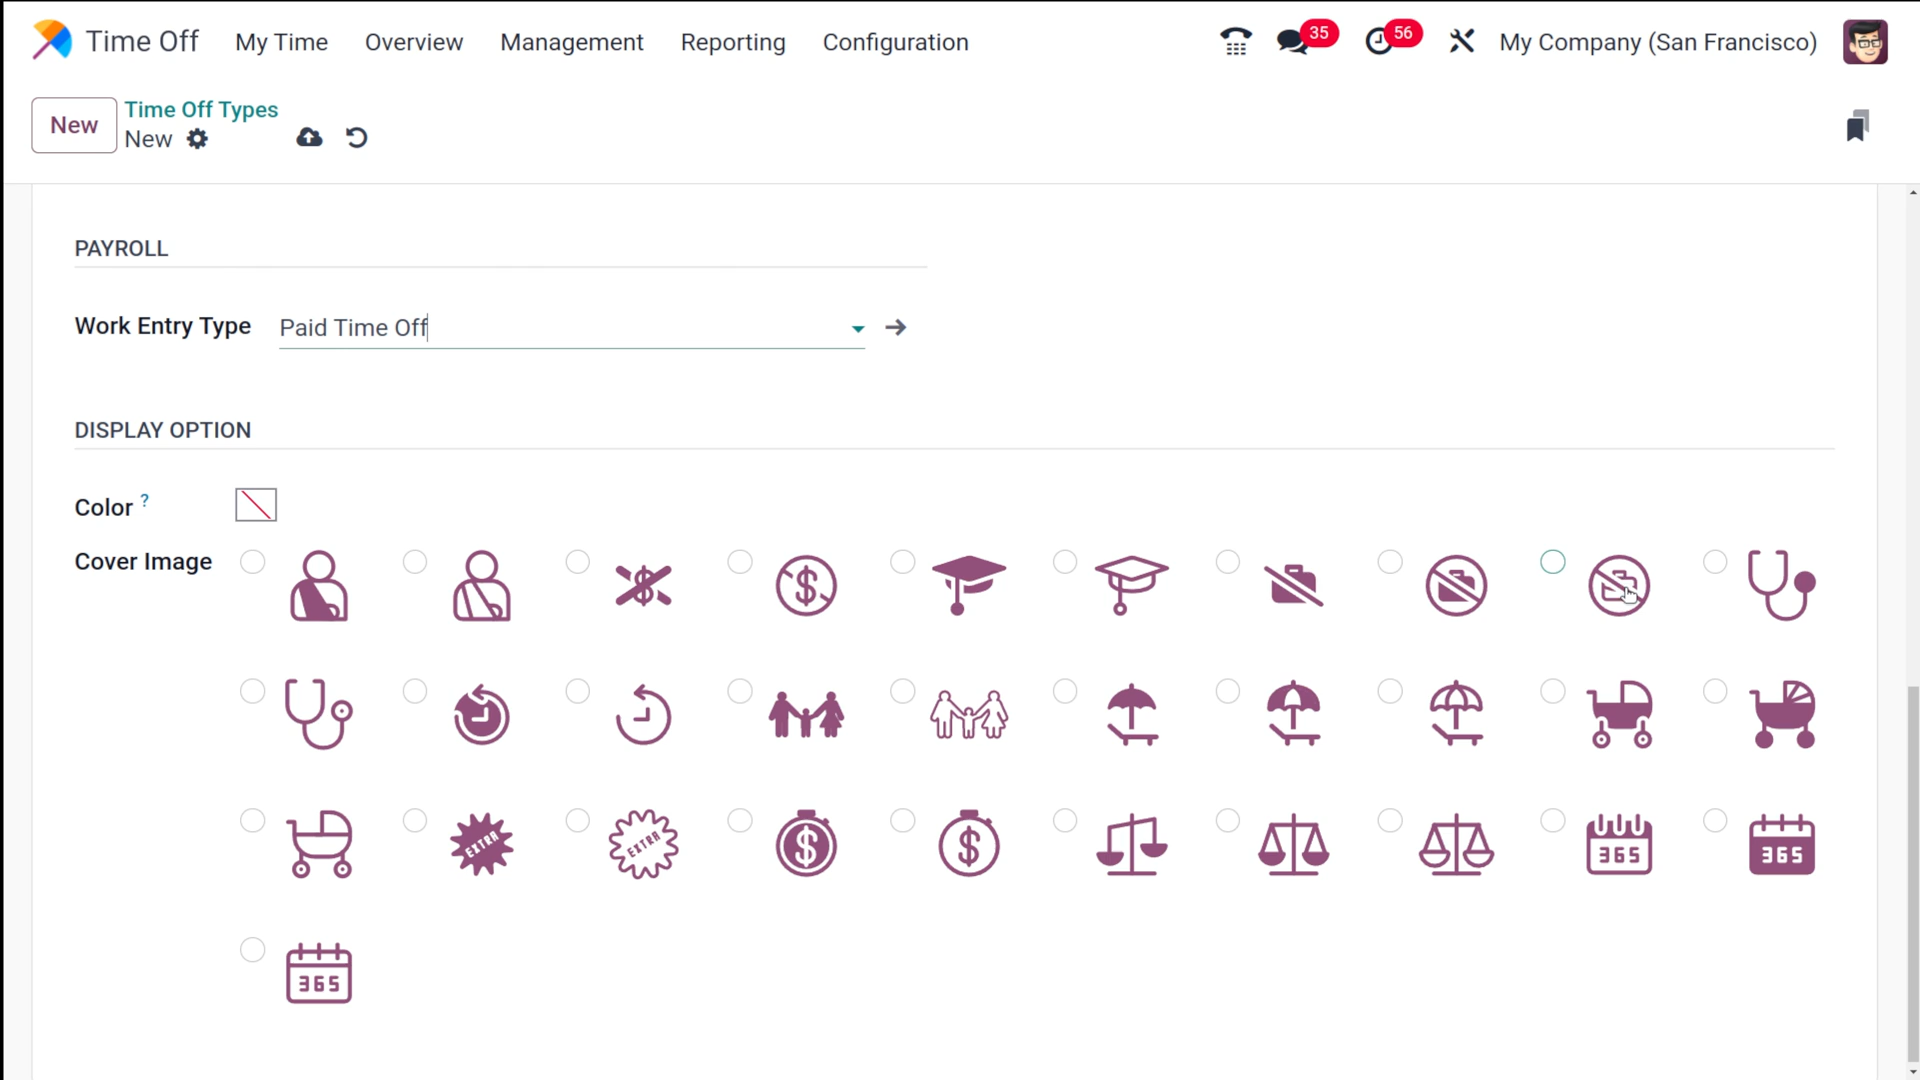 Time Off My Time Overview Management Reporting Configuration 35 56 My Company (San Francisco)
New
Time Off Types
New
PAYROLL
Work Entry Type Paid Time Off
DISPLAY OPTION
Color ?
Cover Image
EXTRA EXTRA 365 365
365